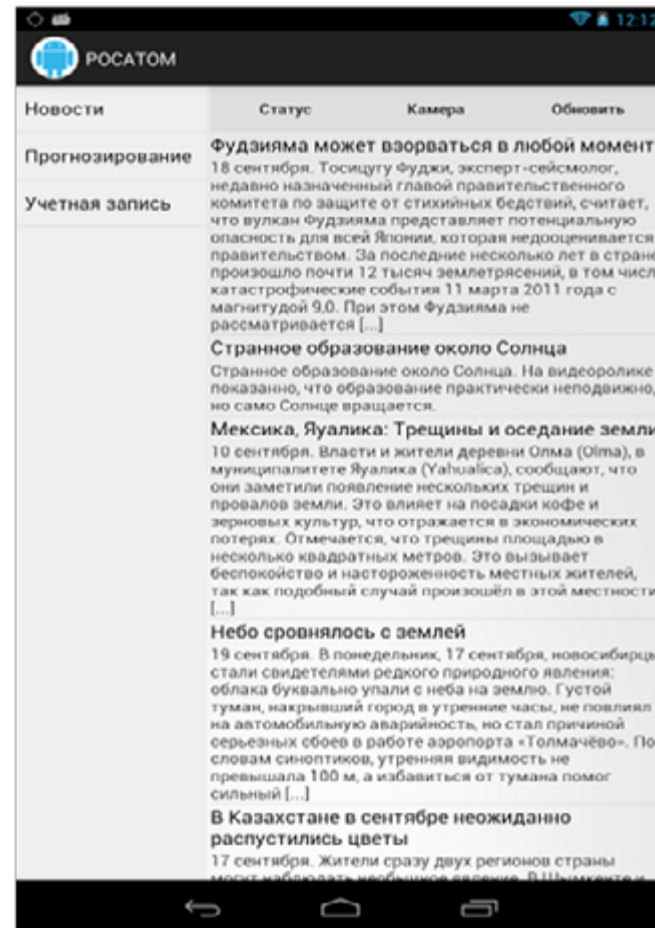 12:12
РОСАТОМ
Новости
Прогнозирование
Учетная запись
Статус Камера Обновить
Фудзияма может взорваться в любой момент
18 сентября. Тосицугу Фуджи, эксперт-сейсмолог,
недавно назначенный главой правительственного
комитета по защите от стихийных бедствий, считает,
что вулкан Фудзияма представляет потенциальную
опасность для всей Японии, которая недооценивается
правительством. За последние несколько лет в стране
произошло почти 12 тысяч землетрясений, в том числ
катастрофические события 11 марта 2011 года с
магнитудой 9,0. При этом Фудзияма не
рассматривается [...]
Странное образование около Солнца
Странное образование около Солнца. На видеоролике
показанно, что образование практически неподвижно,
но само Солнце вращается.
Мексика, Яуалика: Трещины и оседание земли
10 сентября. Власти и жители деревни Олма (Olma), в
муниципалитете Яуалика (Yahualica), сообщают, что
они заметили появление нескольких трещин и
провалов земли. Это влияет на посадки кофе и
зерновых культур, что отражается в экономических
потерях. Отмечается, что трещины площадью в
несколько квадратных метров. Это вызывает
беспокойство и настороженность местных жителей,
так как подобный случай произошёл в этой местности
[...]
Небо сровнялось с землей
19 сентября. В понедельник, 17 сентября, новосибирцы
стали свидетелями редкого природного явления:
облака буквально упали с неба на землю. Густой
туман, накрывший город в утренние часы, не повлиял
на автомобильную аварийность, но стал причиной
серьезных сбоев в работе аэропорта «Толмачёво». По
словам синоптиков, утренняя видимость не
превышала 100 м, а избавиться от тумана помог
сильный [...]
В Казахстане в сентябре неожиданно
распустились цветы
17 сентября. Жители сразу двух регионов страны
могут наблюдать необычное явление. В Шымкенте и